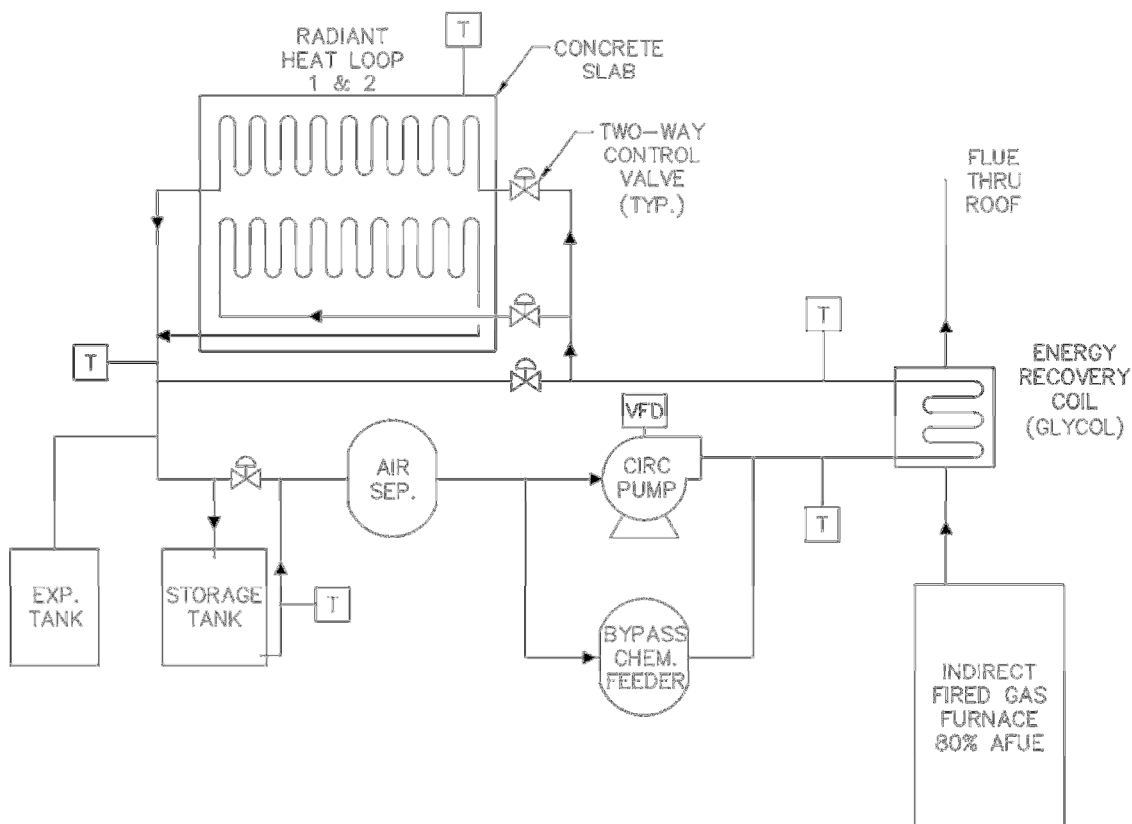 T
RADIANT
HEAT LOOP
1 & 2
CONCRETE
SLAB
TWO-WAY
CONTROL
VALVE
(TYP.)
FLUE
THRU
ROOF
T
T
ENERGY
RECOVERY
COIL
(GLYCOL)
VFD
AIR
SEP.
CIRC
PUMP
T
EXP.
TANK
STORAGE
TANK
T
BYPASS
CHEM.
FEEDER
INDIRECT
FIRED GAS
FURNACE
80% AFUE